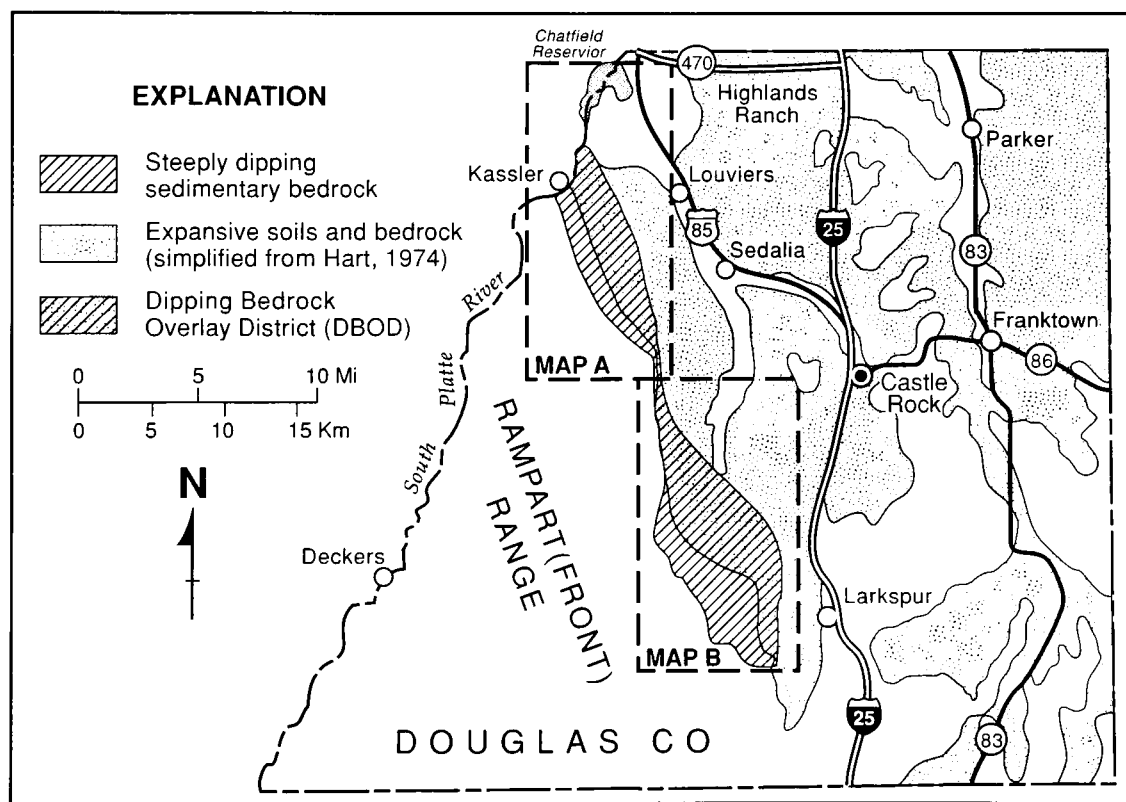 EXPLANATION
Steeply dipping
sedimentary bedrock
Expansive soils and bedrock
(simplified from Hart, 1974)
Dipping Bedrock
Overlay District (DBOD)
0 5 10 Mi
0 5 10 15 Km
N
Chatfield
Reservior
470
Highlands
Ranch
Parker
Kassler
Louviers
85
25
83
Sedalia
Franktown
86
MAP A
Castle
Rock
South Platte River
RAMPART (FRONT)
RANGE
Deckers
Larkspur
MAP B
25
83
DOUGLAS CO